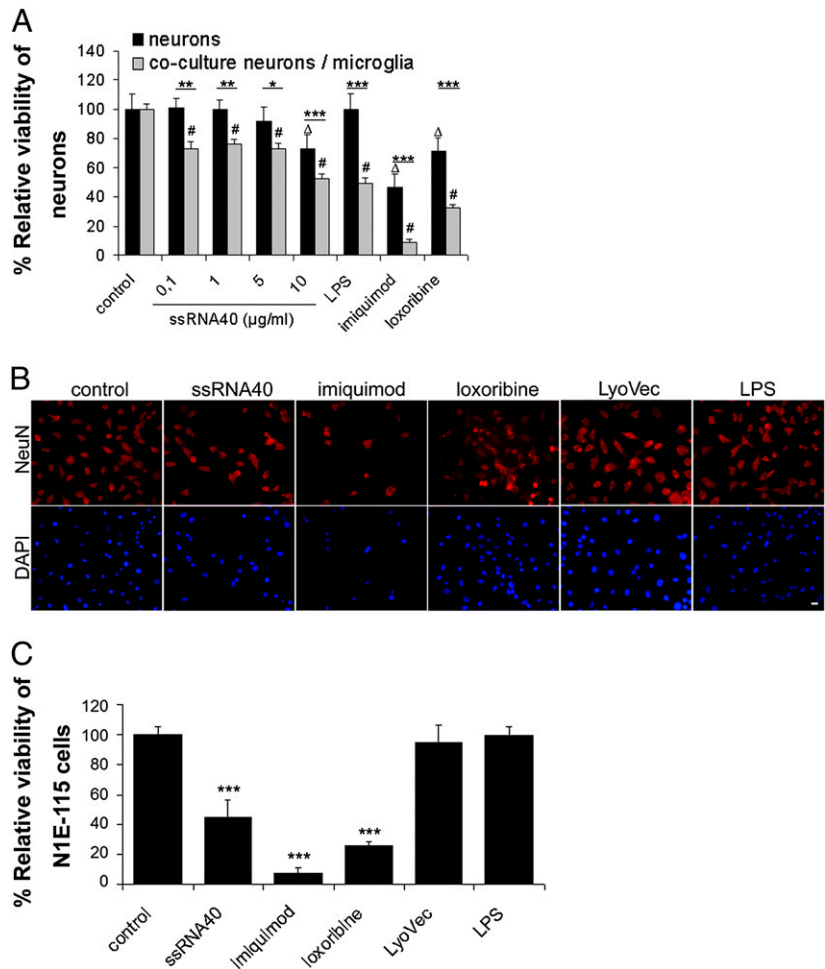 A
neurons
co-culture neurons / microglia
% Relative viability of
neurons
140
120
100
80
60
40
20
0
** ** * *** *** *** ***
# # # # # # #
Δ Δ Δ
control 0,1 1 5 10 LPS imiquimod loxoribine
ssRNA40 (µg/ml)
B
control ssRNA40 imiquimod loxoribine LyoVec LPS
NeuN
DAPI
C
% Relative viability of
N1E-115 cells
120
100
80
60
40
20
0
*** *** ***
control ssRNA40 Imiquimod loxoribine LyoVec LPS